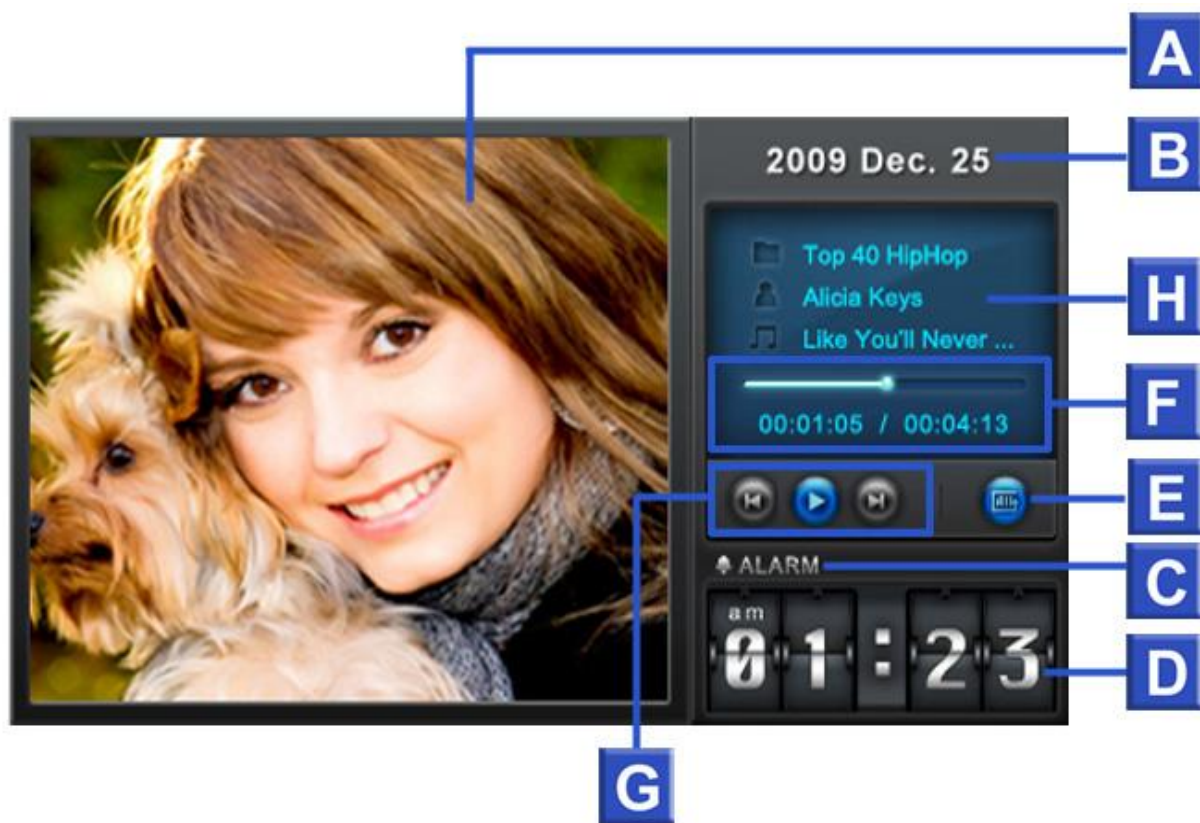 A
2009 Dec. 25
B
Top 40 HipHop
Alicia Keys
H
Like You'll Never ...
F
00:01:05 / 00:04:13
E
ALARM
C
am
01:23
D
G